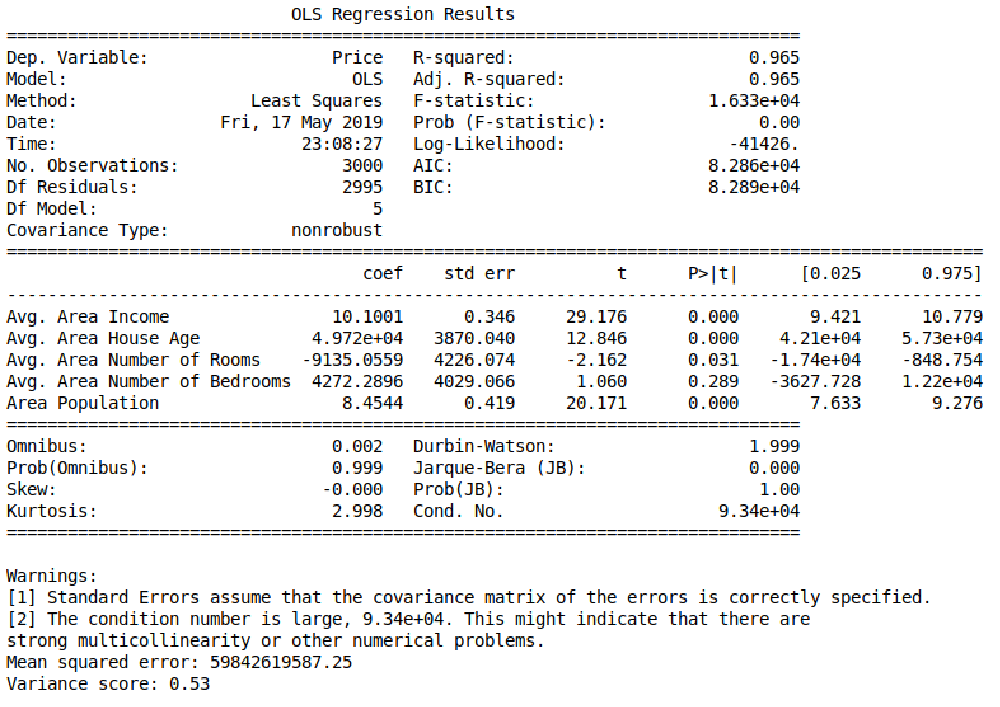 OLS Regression Results
==============================================================================
Dep. Variable:                  Price   R-squared:                       0.965
Model:                            OLS   Adj. R-squared:                  0.965
Method:                 Least Squares   F-statistic:                 1.633e+04
Date:                Fri, 17 May 2019   Prob (F-statistic):               0.00
Time:                        23:08:27   Log-Likelihood:                -41426.
No. Observations:                3000   AIC:                         8.286e+04
Df Residuals:                    2995   BIC:                         8.289e+04
Df Model:                           5
Covariance Type:            nonrobust
================================================================================================
                                   coef    std err          t      P>|t|      [0.025      0.975]
------------------------------------------------------------------------------------------------
Avg. Area Income                10.1001      0.346     29.176      0.000       9.421      10.779
Avg. Area House Age           4.972e+04   3870.040     12.846      0.000    4.21e+04    5.73e+04
Avg. Area Number of Rooms    -9135.0559   4226.074     -2.162      0.031   -1.74e+04    -848.754
Avg. Area Number of Bedrooms  4272.2896   4029.066      1.060      0.289   -3627.728    1.22e+04
Area Population                  8.4544      0.419     20.171      0.000       7.633       9.276
==============================================================================
Omnibus:                        0.002   Durbin-Watson:                   1.999
Prob(Omnibus):                  0.999   Jarque-Bera (JB):                0.000
Skew:                          -0.000   Prob(JB):                         1.00
Kurtosis:                       2.998   Cond. No.                     9.34e+04
==============================================================================
Warnings:
[1] Standard Errors assume that the covariance matrix of the errors is correctly specified.
[2] The condition number is large, 9.34e+04. This might indicate that there are
strong multicollinearity or other numerical problems.
Mean squared error: 59842619587.25
Variance score: 0.53